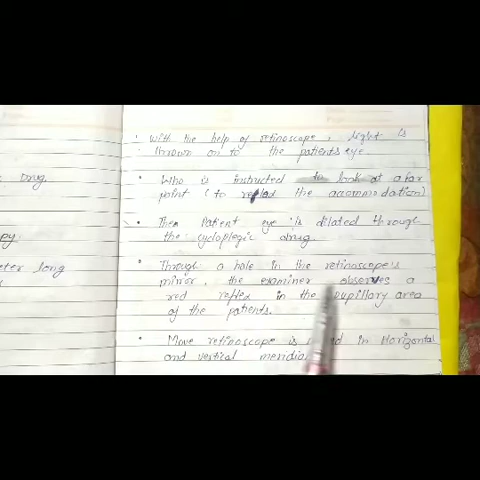 Drug.
py
eter long
With the help of retinoscope, light is
thrown on to the patients eye.
Who is instructed to look at a far
point (to the accommodation)
Then Patient eye is dilated through
the cycloplegic drug.
Through a hole in the retinoscope's
mirror, the examiner observes a
red reflex in the pupillary area
of the patients.
Move retinoscope is in Horizontal
and vertical